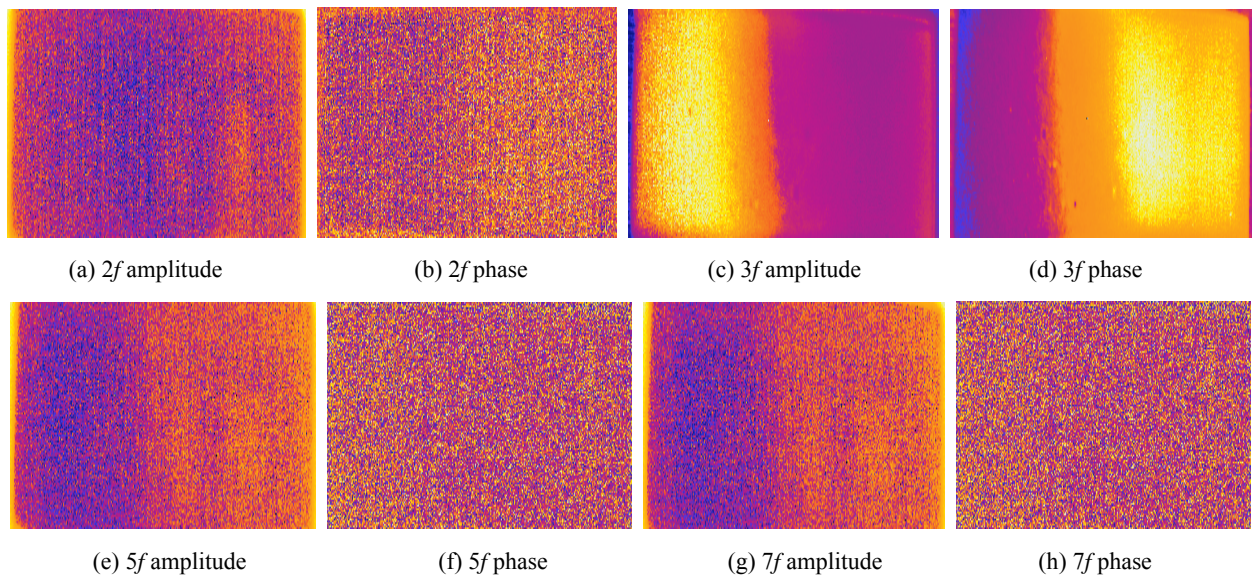 (a) 2f amplitude
(b) 2f phase
(c) 3f amplitude
(d) 3f phase
(e) 5f amplitude
(f) 5f phase
(g) 7f amplitude
(h) 7f phase